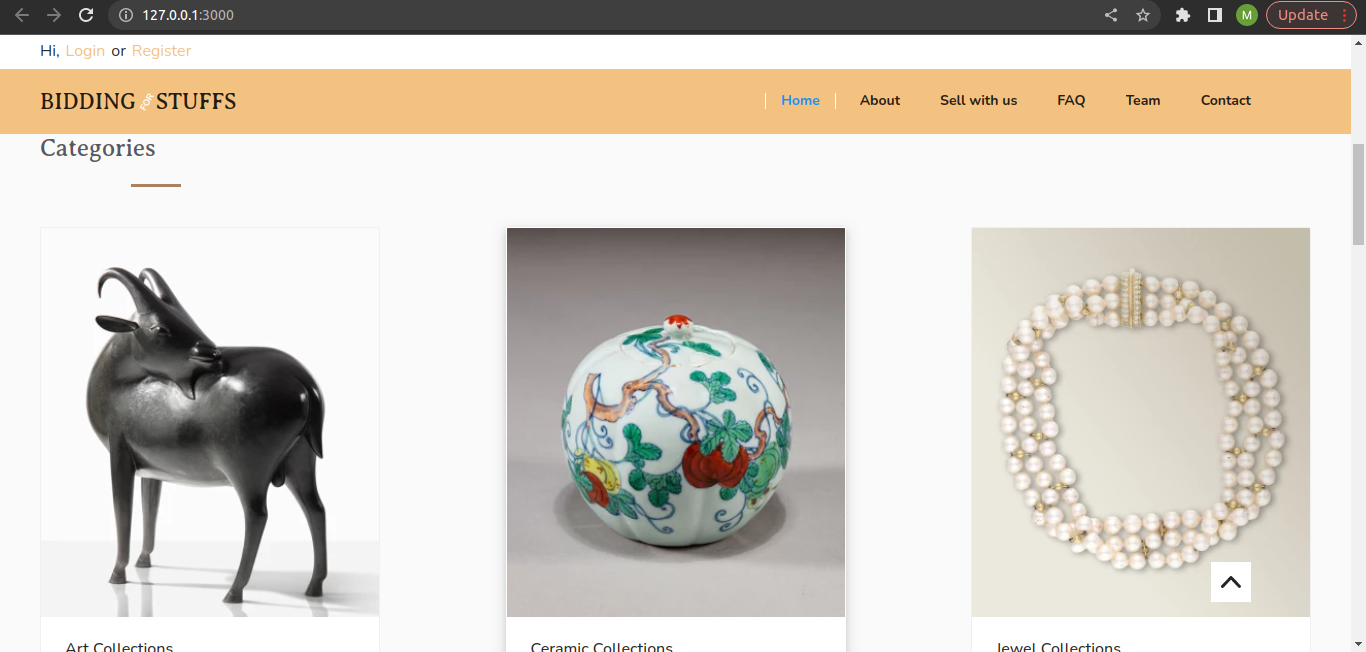 127.0.0.1:3000
M
Update
Hi, Login or Register
BIDDING FOR STUFFS
Home
About
Sell with us
FAQ
Team
Contact
Categories
Art Collections
Ceramic Collections
Jewel Collections